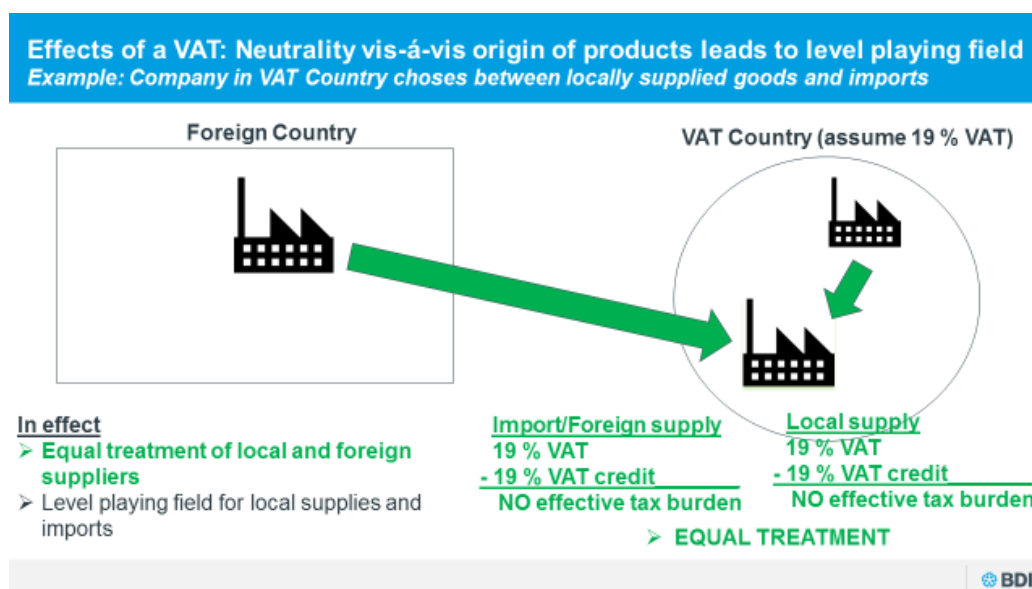 Effects of a VAT: Neutrality vis-á-vis origin of products leads to level playing field
Example: Company in VAT Country choses between locally supplied goods and imports
Foreign Country
VAT Country (assume 19 % VAT)
In effect
➢ Equal treatment of local and foreign
suppliers
➢ Level playing field for local supplies and
imports
Import/Foreign supply
19 % VAT
- 19 % VAT credit
NO effective tax burden
Local supply
19 % VAT
- 19 % VAT credit
NO effective tax burden
➢ EQUAL TREATMENT
BDI